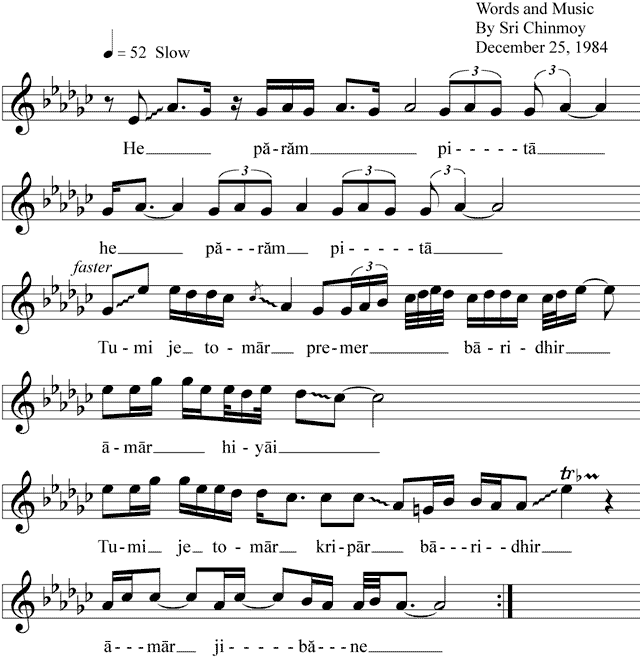 Words and Music
By Sri Chinmoy
December 25, 1984
= 52 Slow
3 3
He părăm pi - - - - - tā
3 3 3
he pă - - - răm pi - - - - - tā
faster
3
Tu - mi je to - mār pre - mer bā - ri - dhir
ā - mār hi - yāi
tr
Tu - mi je to - mār kri - pār bā - - - ri - dhir
ā - - - mār ji - - - - - bă - ne